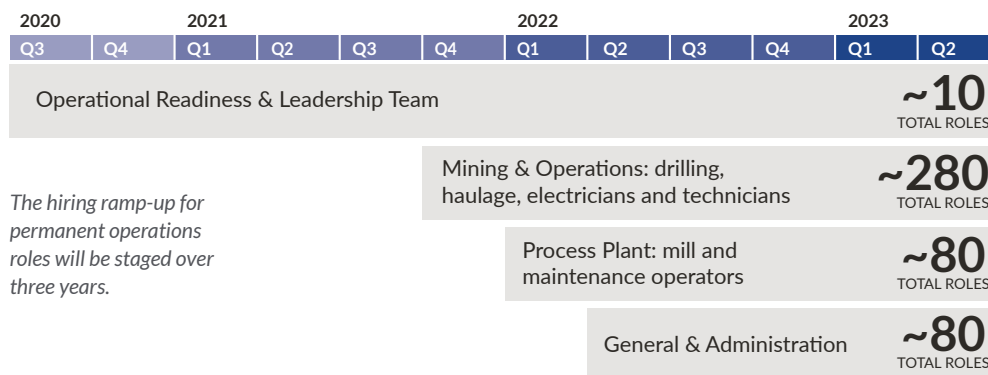 2020 2021 2022 2023
Q3 Q4 Q1 Q2 Q3 Q4 Q1 Q2 Q3 Q4 Q1 Q2
Operational Readiness & Leadership Team
~10
TOTAL ROLES
Mining & Operations: drilling,
haulage, electricians and technicians
~280
TOTAL ROLES
The hiring ramp-up for
permanent operations
roles will be staged over
three years.
Process Plant: mill and
maintenance operators
~80
TOTAL ROLES
General & Administration
~80
TOTAL ROLES